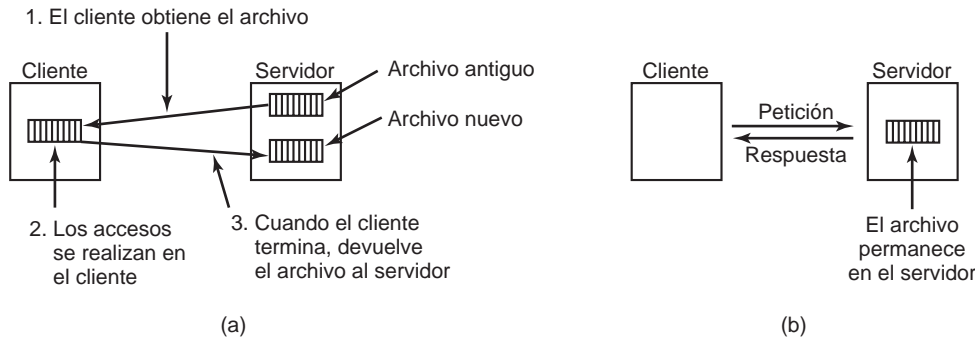 1. El cliente obtiene el archivo
Cliente
Servidor
Archivo antiguo
Archivo nuevo
2. Los accesos
se realizan en
el cliente
3. Cuando el cliente
termina, devuelve
el archivo al servidor
(a)
Cliente
Servidor
Petición
Respuesta
El archivo
permanece
en el servidor
(b)